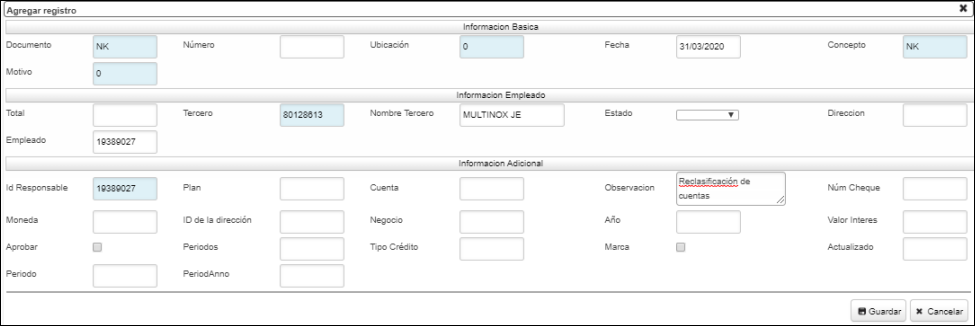 Agregar registro
Informacion Basica
Documento NK Número Ubicación 0 Fecha 31/03/2020 Concepto NK
Motivo 0
Informacion Empleado
Total Tercero 80128613 Nombre Tercero MULTINOX JE Estado Direccion
Empleado 19389027
Informacion Adicional
Id Responsable 19389027 Plan Cuenta Observacion Reclasificación de cuentas Núm Cheque
Moneda ID de la dirección Negocio Año Valor Interes
Aprobar Periodos Tipo Crédito Marca Actualizado
Periodo PeriodAnno
Guardar Cancelar